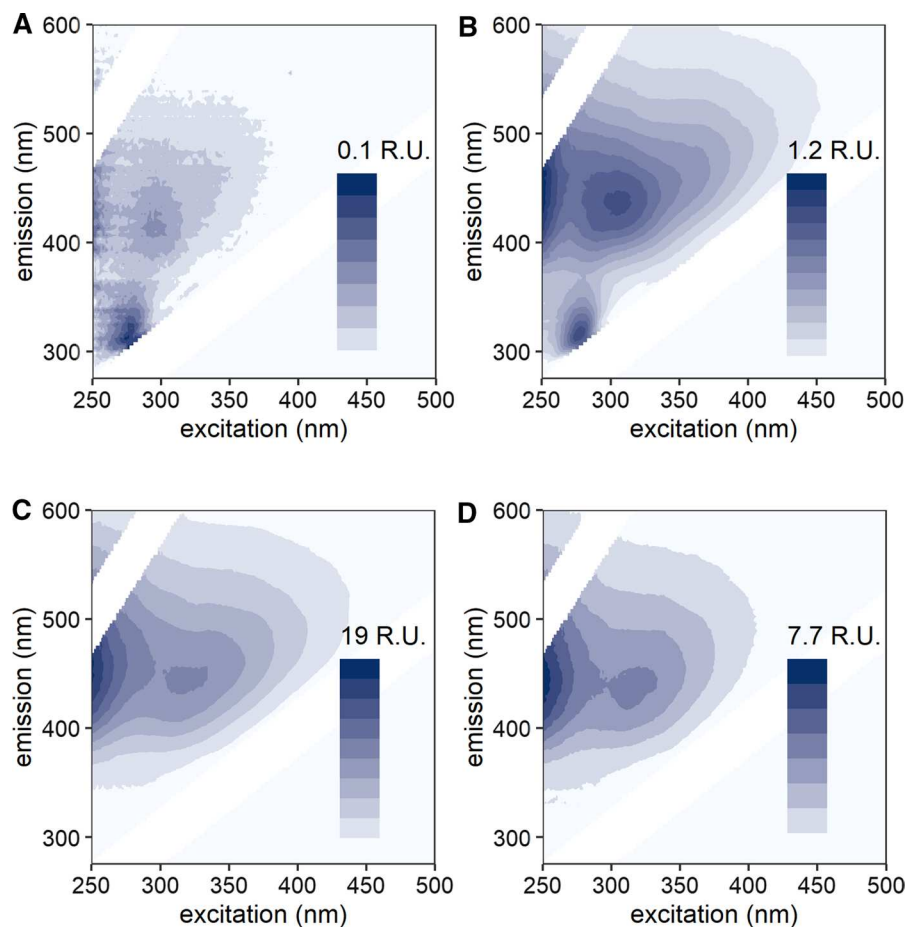 A
600
500
400
300
emission (nm)
0.1 R.U.
250 300 350 400 450 500
excitation (nm)
B
600
500
400
300
emission (nm)
1.2 R.U.
250 300 350 400 450 500
excitation (nm)
C
600
500
400
300
emission (nm)
19 R.U.
250 300 350 400 450 500
excitation (nm)
D
600
500
400
300
emission (nm)
7.7 R.U.
250 300 350 400 450 500
excitation (nm)